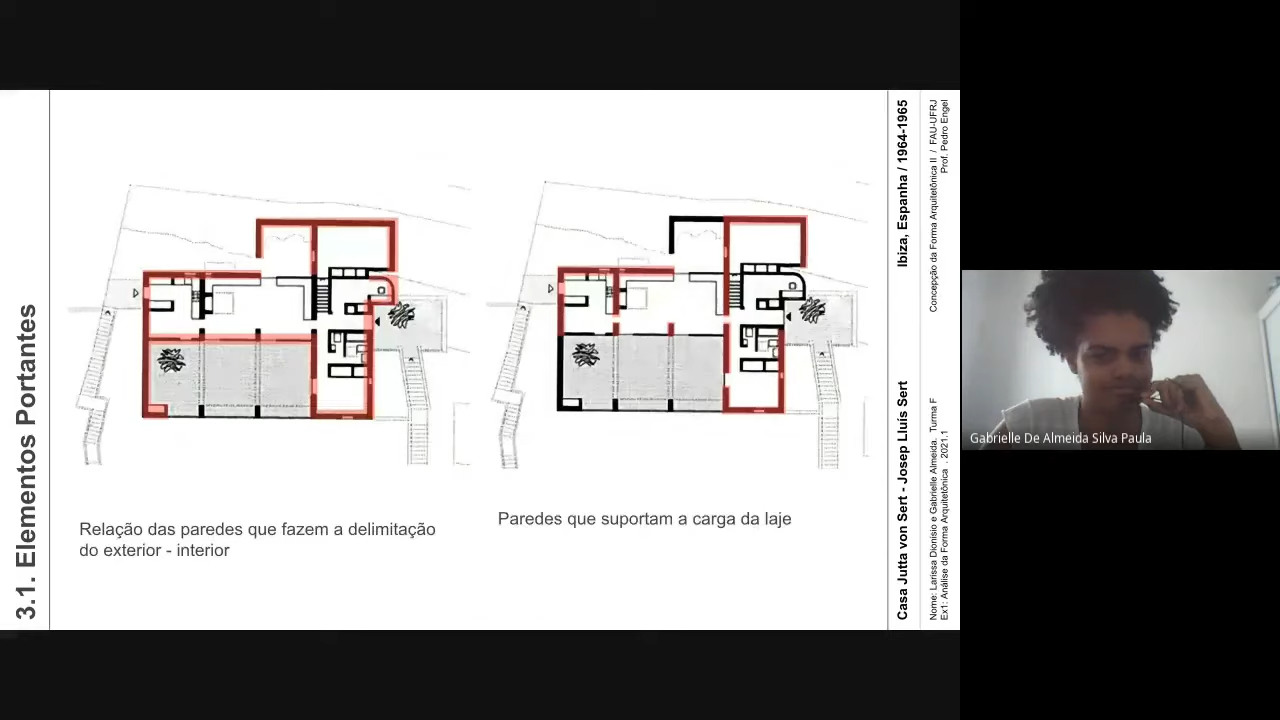 3.1. Elementos Portantes
Relação das paredes que fazem a delimitação
do exterior - interior
Paredes que suportam a carga da laje
Casa Jutta von Sert - Josep Lluís Sert
Ibiza, Espanha / 1964-1965
Nome: Larissa Dionisio e Gabrielle Almeida. Turma F
Ex1: Análise da Forma Arquitetônica . 2021.1
Concepção da Forma Arquitetônica II / FAU-UFRJ
Prof. Pedro Engel
Gabrielle De Almeida Silva Paula